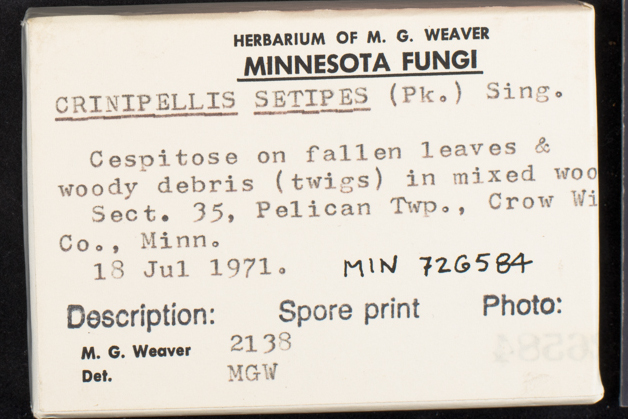 HERBARIUM OF M. G. WEAVER
MINNESOTA FUNGI
CRINIPELLIS SETIPES (Pk.) Sing.
Cespitose on fallen leaves &
woody debris (twigs) in mixed woo
Sect. 35, Pelican Twp., Crow Wi
Co., Minn.
18 Jul 1971. MIN 726584
Description: Spore print Photo:
M. G. Weaver 2138
Det. MGW